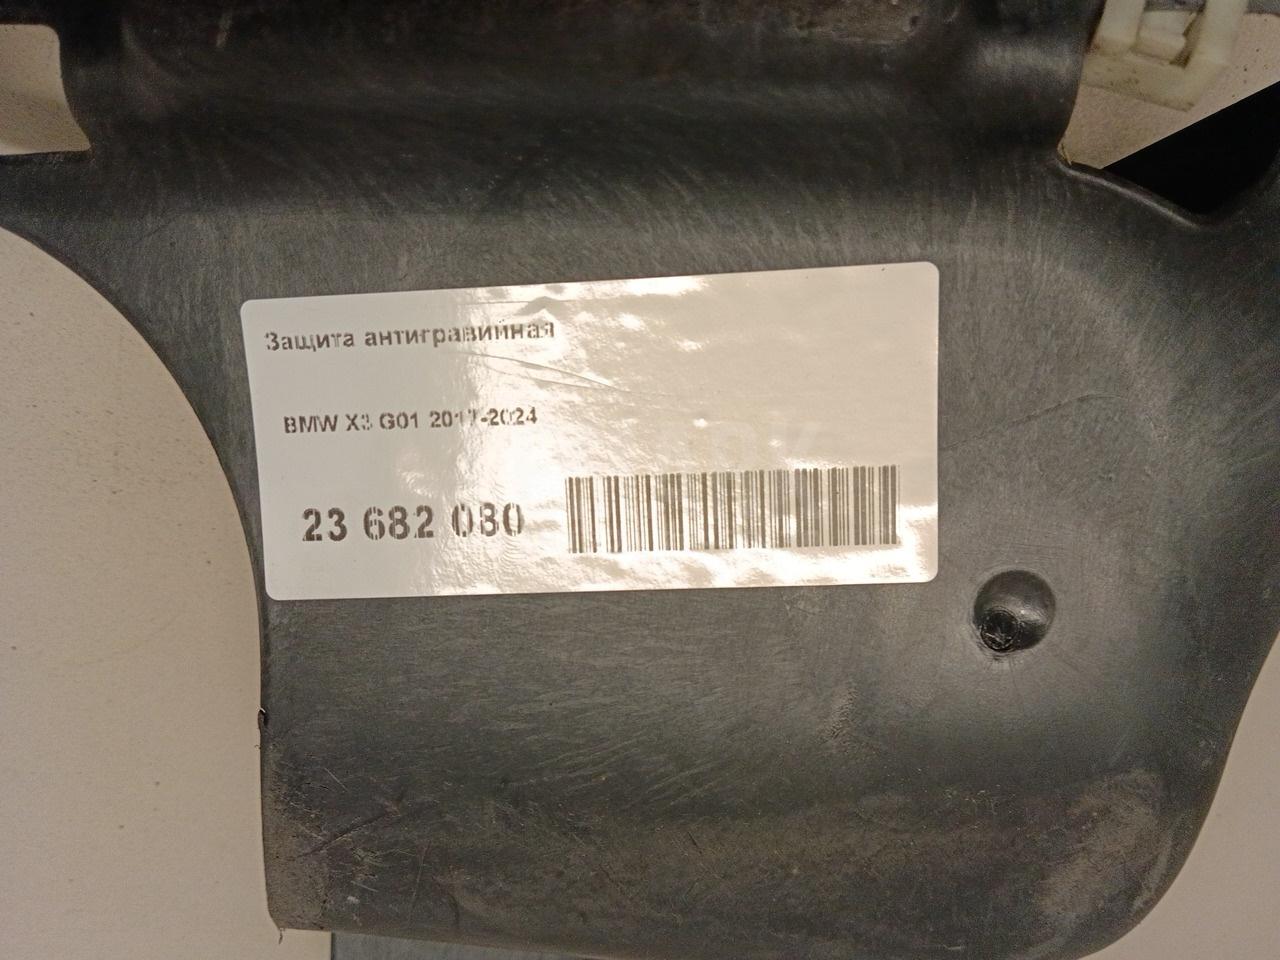 Защита антигравийная
BMW X3 G01 2017-2024
23 682 080